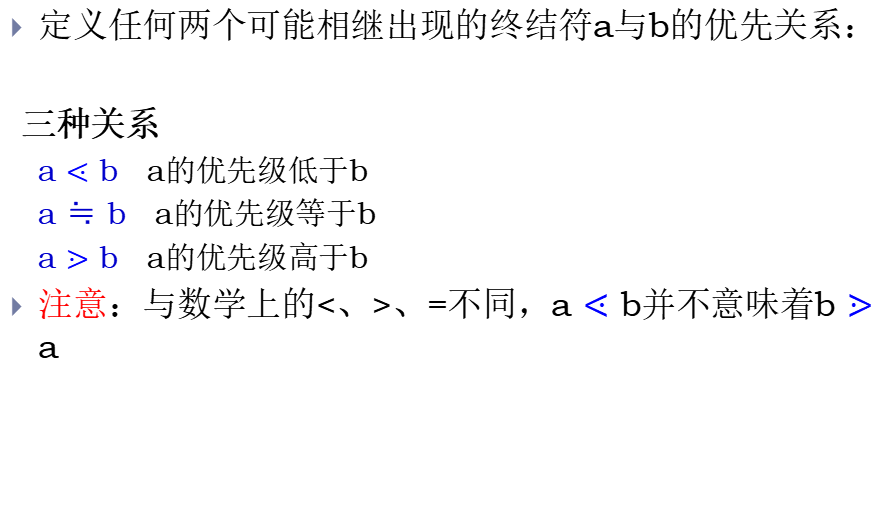 定义任何两个可能相继出现的终结符a与b的优先关系：
三种关系
a ⋖ b a的优先级低于b
a ≒ b a的优先级等于b
a ⋗ b a的优先级高于b
注意：与数学上的<、>、=不同，a ⋖ b并不意味着b ⋗
a